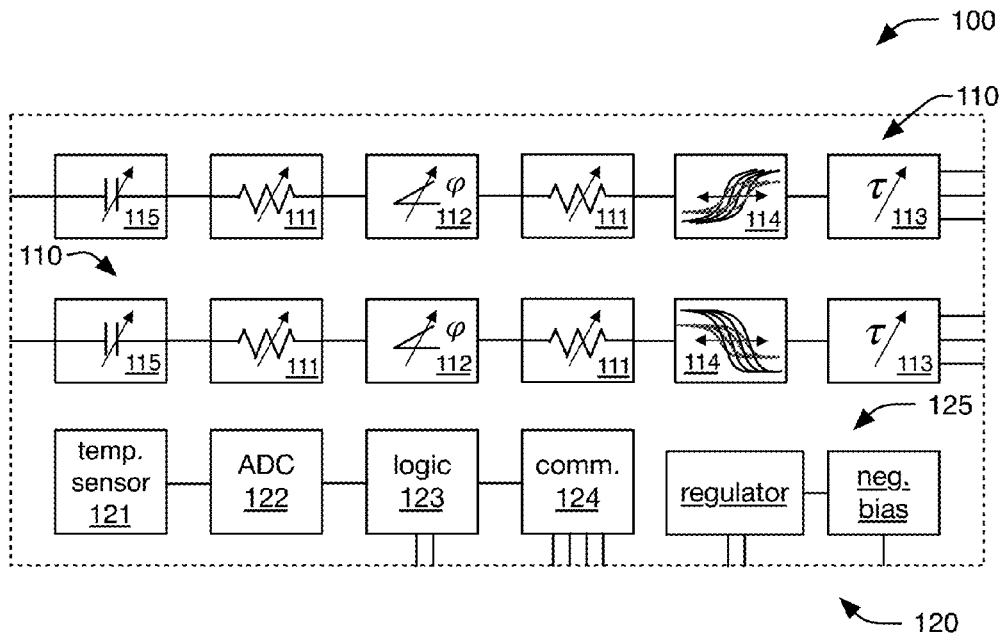 100
110
115
111
φ
112
111
114
τ
113
110
115
111
φ
112
111
114
τ
113
125
temp.
sensor
121
ADC
122
logic
123
comm.
124
regulator
neg.
bias
120